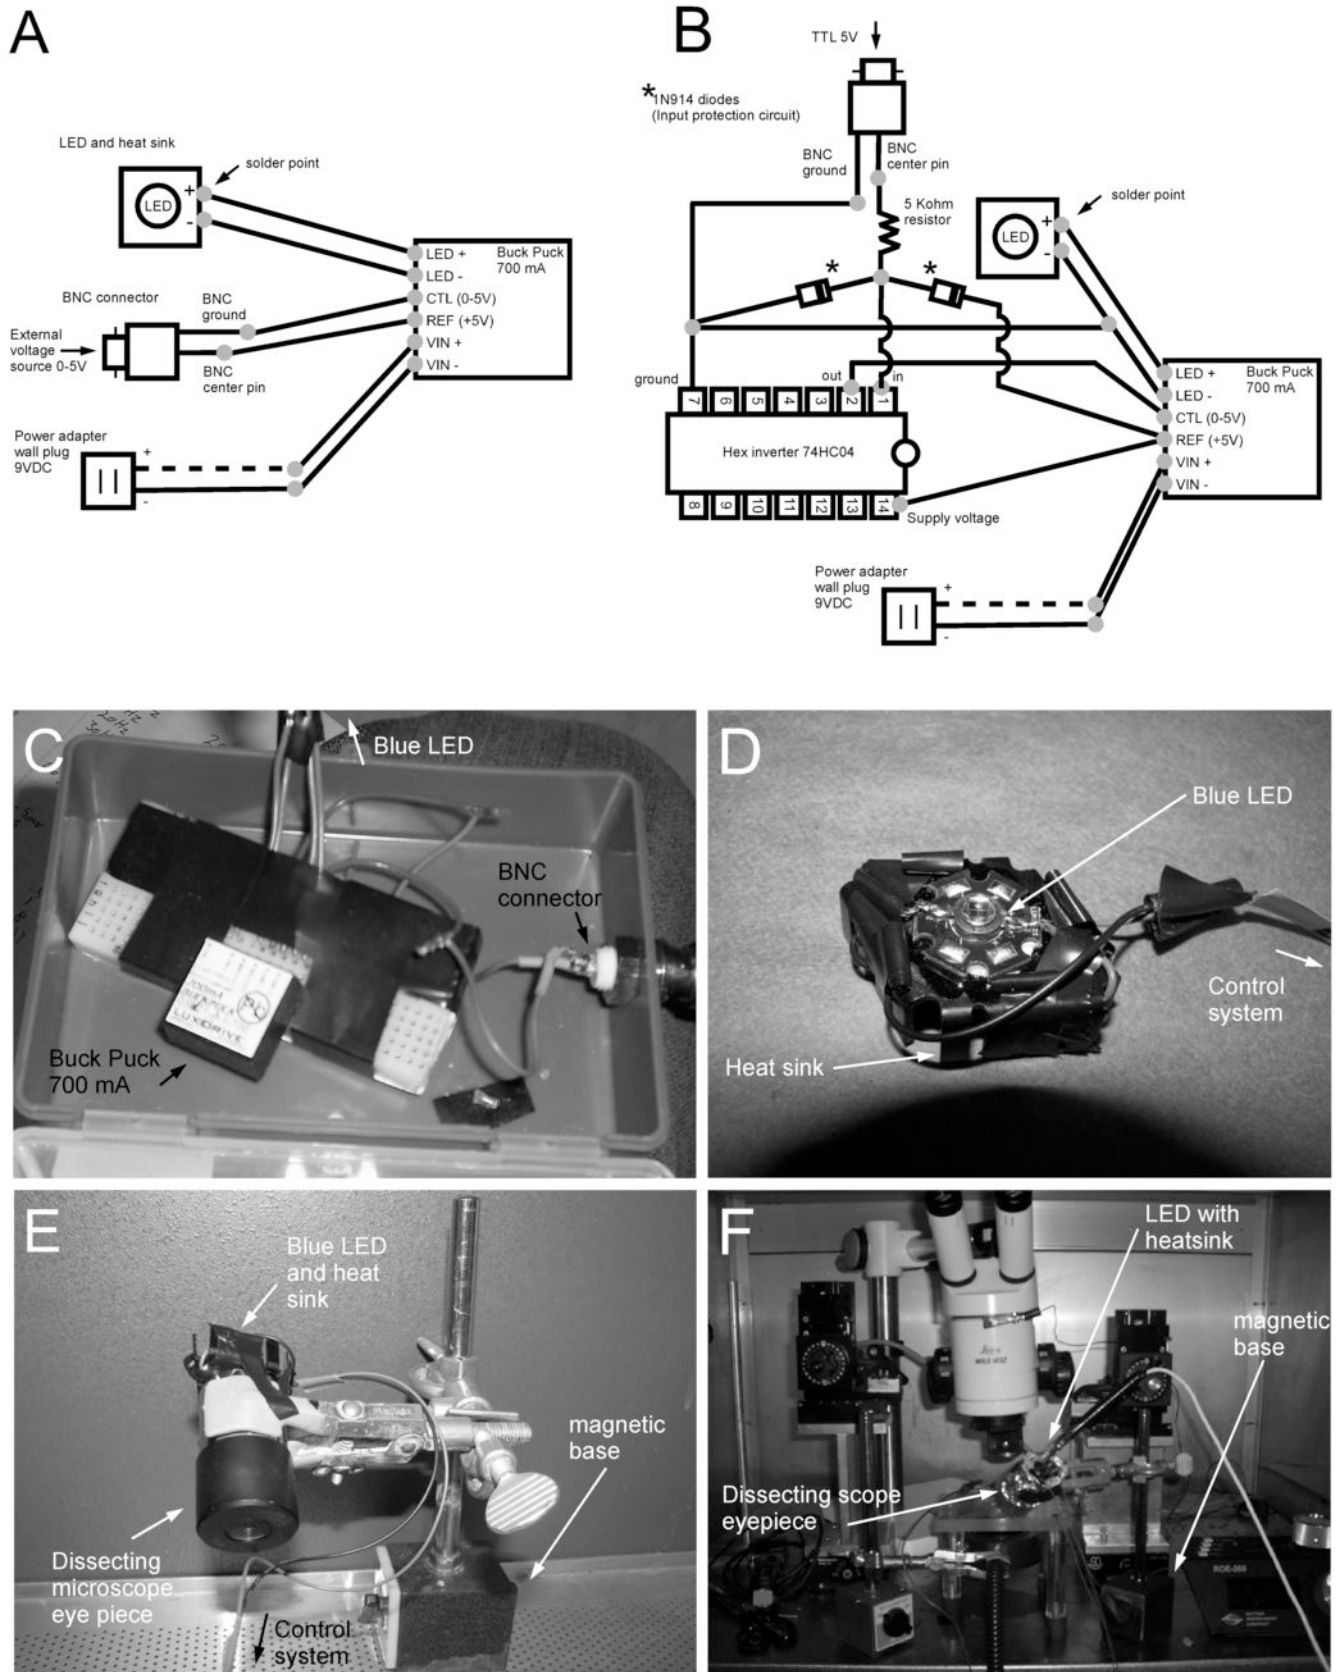 A
LED and heat sink
solder point
LED
+
-
Buck Puck
700 mA
LED +
LED -
CTL (0-5V)
REF (+5V)
VIN +
VIN -
BNC connector
BNC
ground
External
voltage
source 0-5V
BNC
center pin
Power adapter
wall plug
9VDC
+
-
B
TTL 5V
*1N914 diodes
(Input protection circuit)
BNC
ground
BNC
center pin
5 Kohm
resistor
solder point
LED
+
-
*
*
ground
out
in
7
6
5
4
3
2
1
Hex inverter 74HC04
8
9
10
11
12
13
14
Supply voltage
Buck Puck
700 mA
LED +
LED -
CTL (0-5V)
REF (+5V)
VIN +
VIN -
Power adapter
wall plug
9VDC
+
-
C
Blue LED
BNC
connector
700mA
LUXDRIVE
Buck Puck
700 mA
D
Blue LED
Control
system
Heat sink
E
Blue LED
and heat
sink
magnetic
base
Dissecting
microscope
eye piece
Control
system
F
LED with
heatsink
magnetic
base
WILD M3Z
Dissecting scope
eyepiece